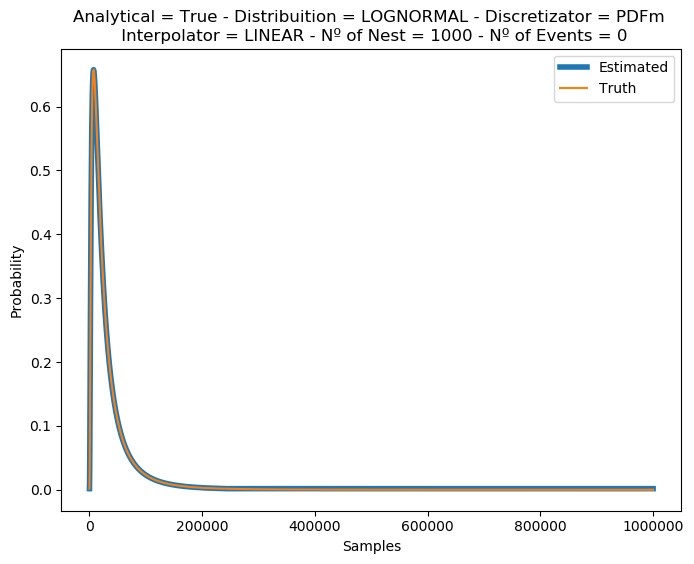 Analytical = True - Distribuition = LOGNORMAL - Discretizator = PDFm
Interpolator = LINEAR - Nº of Nest = 1000 - Nº of Events = 0
Estimated
Truth
0.6
0.5
0.4
0.3
0.2
0.1
0.0
Probability
0 200000 400000 600000 800000 1000000
Samples